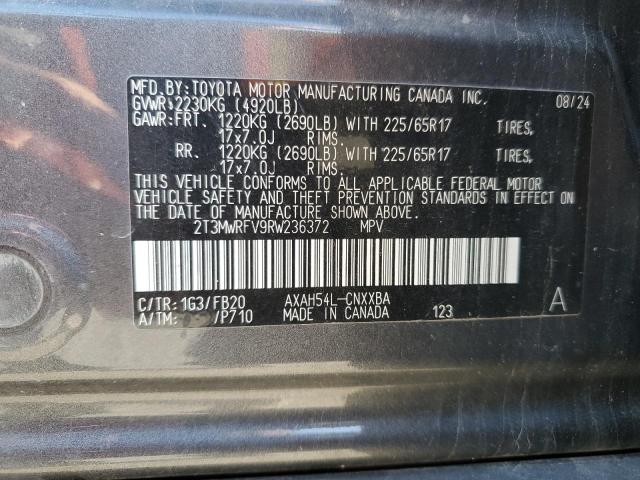 MFD.BY:TOYOTA MOTOR MANUFACTURING CANADA INC. 08/24
GVWR:2230KG (4920LB)
GAWR:FRT. 1220KG (2690LB) WITH 225/65R17 TIRES,
17x7.0J RIMS.
RR. 1220KG (2690LB) WITH 225/65R17 TIRES,
17x7.0J RIMS.
THIS VEHICLE CONFORMS TO ALL APPLICABLE FEDERAL MOTOR
VEHICLE SAFETY AND THEFT PREVENTION STANDARDS IN EFFECT ON
THE DATE OF MANUFACTURE SHOWN ABOVE.
2T3MWRFV9RW236372 MPV
C/TR: 1G3/FB20 AXAH54L-CNXXBA A
A/TM: /P710 MADE IN CANADA 123